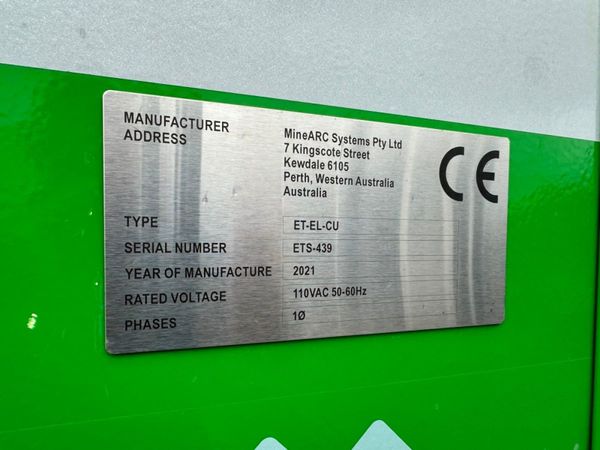 MANUFACTURER MineARC Systems Pty Ltd
ADDRESS 7 Kingscote Street
Kewdale 6105
Perth, Western Australia
Australia
CE
TYPE ET-EL-CU
SERIAL NUMBER ETS-439
YEAR OF MANUFACTURE 2021
RATED VOLTAGE 110VAC 50-60Hz
PHASES 1Ø